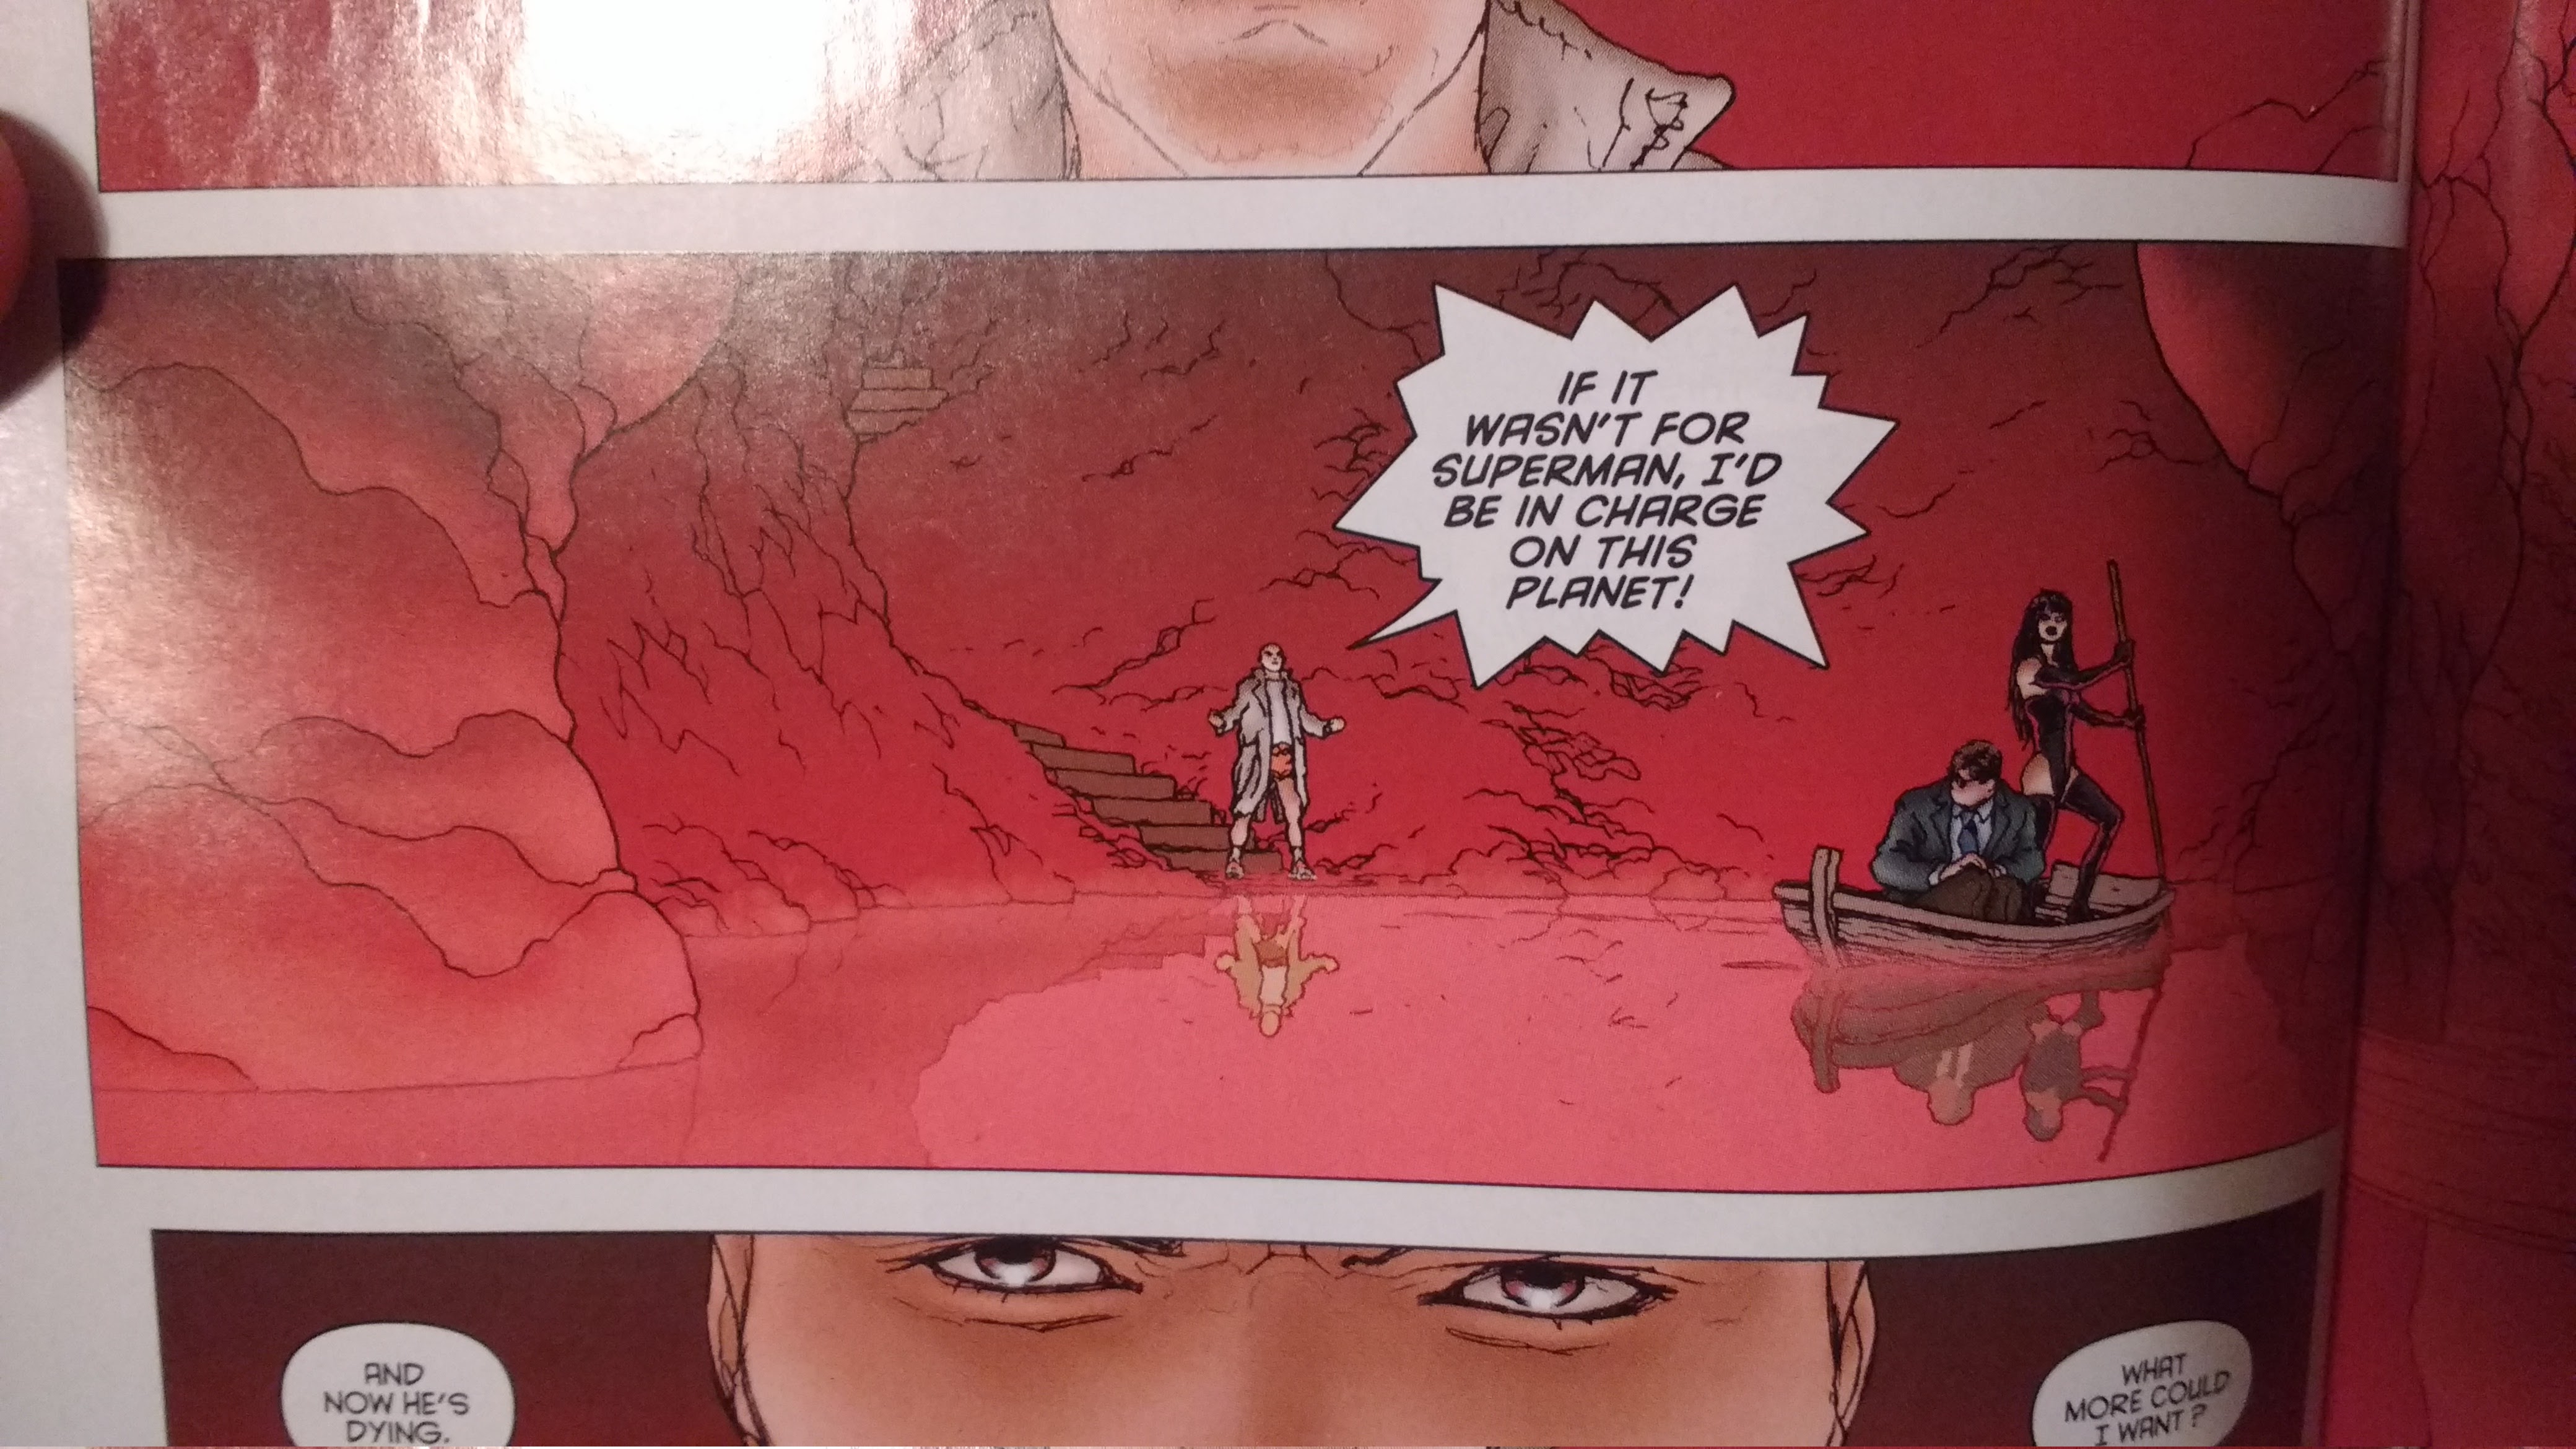 IF IT
WASN'T FOR
SUPERMAN, I'D
BE IN CHARGE
ON THIS
PLANET!
AND
NOW HE'S
DYING.
WHAT
MORE COULD
I WANT?